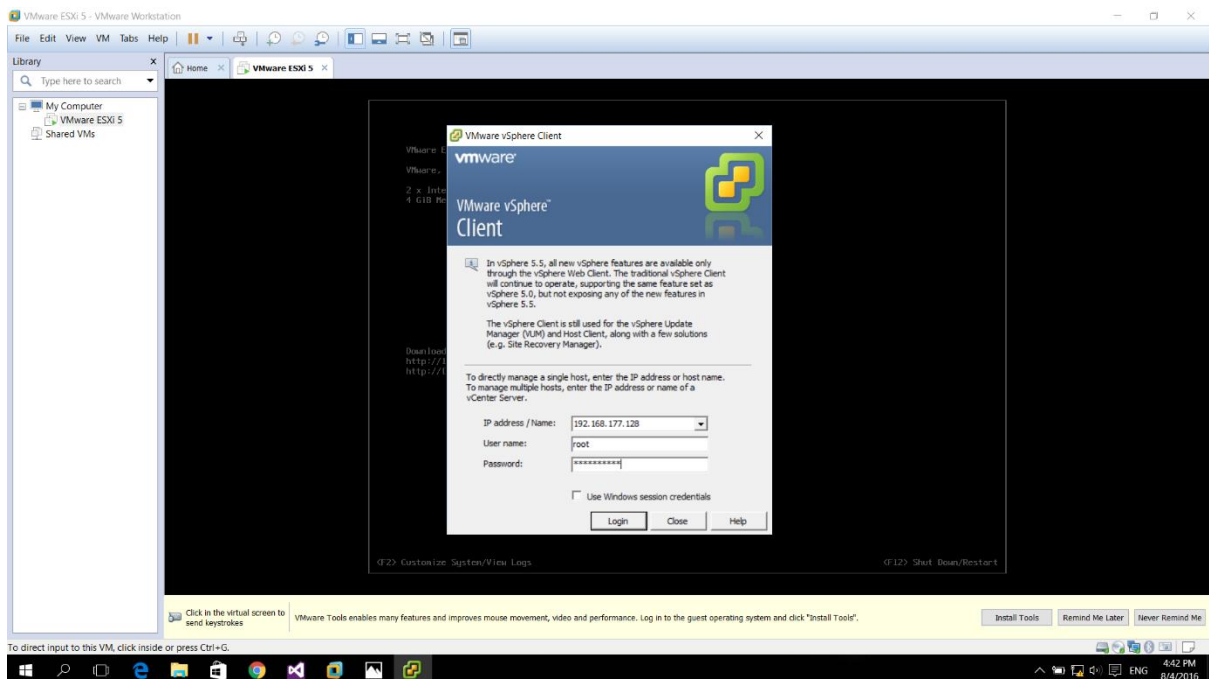 VMware ESXi 5 - VMware Workstation
File Edit View VM Tabs Help
Library x
Home × VMware ESXi 5 ×
Type here to search
My Computer
VMware ESXi 5
Shared VMs
VMware vSphere Client
VMware
vmware
VMware,
2 x Inte
4 GiB Me
VMware vSphere™
Client
In vSphere 5.5, all new vSphere features are available only
through the vSphere Web Client. The traditional vSphere Client
will continue to operate, supporting the same feature set as
vSphere 5.0, but not exposing any of the new features in
vSphere 5.5.
The vSphere Client is still used for the vSphere Update
Manager (VUM) and Host Client, along with a few solutions
(e.g. Site Recovery Manager).
Download
http://
http://
To directly manage a single host, enter the IP address or host name.
To manage multiple hosts, enter the IP address or name of a
vCenter Server.
IP address / Name: 192.168.177.128
User name: root
Password: **********
Use Windows session credentials
Login Close Help
<F2> Customize System/View Logs <F12> Shut Down/Restart
Click in the virtual screen to
send keystrokes
VMware Tools enables many features and improves mouse movement, video and performance. Log in to the guest operating system and click "Install Tools".
Install Tools Remind Me Later Never Remind Me
To direct input to this VM, click inside or press Ctrl+G.
ENG 4:42 PM
8/4/2016